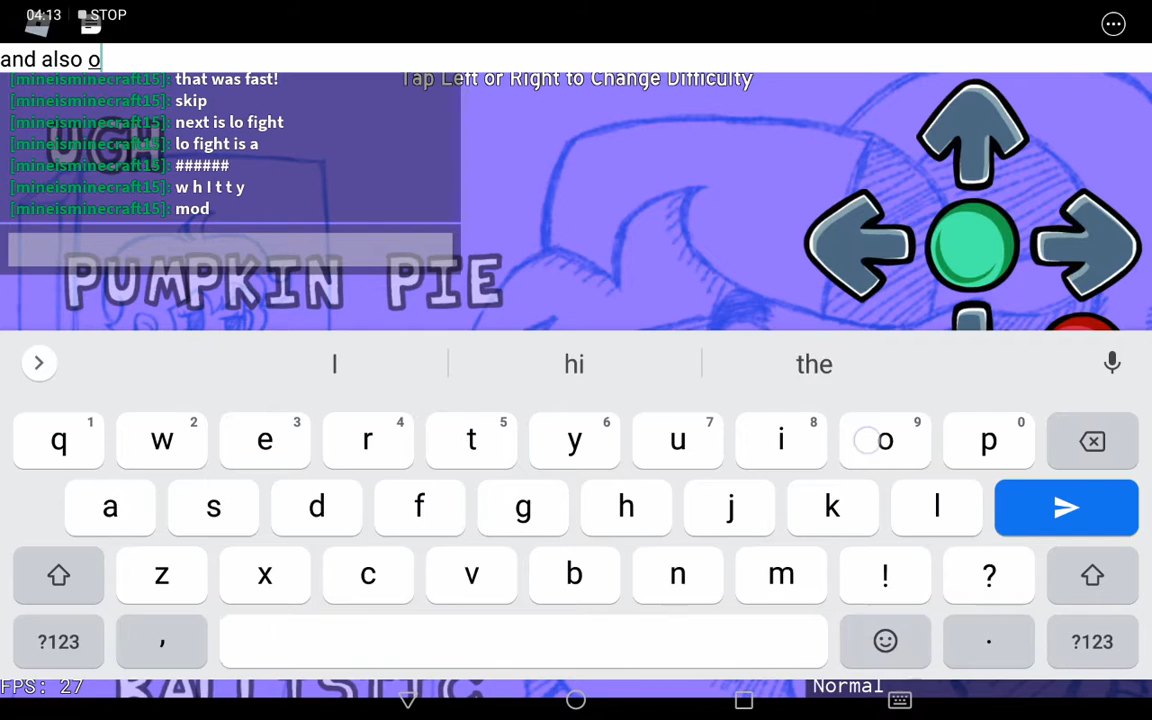 04:13 STOP
and also o
[mineisminecraft15]: that was fast!
Tap Left or Right to Change Difficulty
[mineisminecraft15]: skip
[mineisminecraft15]: next is lo fight
UGH
[mineisminecraft15]: lo fight is a
[mineisminecraft15]: ######
[mineisminecraft15]: w h I t t y
[mineisminecraft15]: mod
PUMPKIN PIE
I hi the
q 1 w 2 e 3 r 4 t 5 y 6 u 7 i 8 o 9 p 0
a s d f g h j k l
z x c v b n m ! ?
?123 , . ?123
FPS: 27
BALLISTIC
Normal